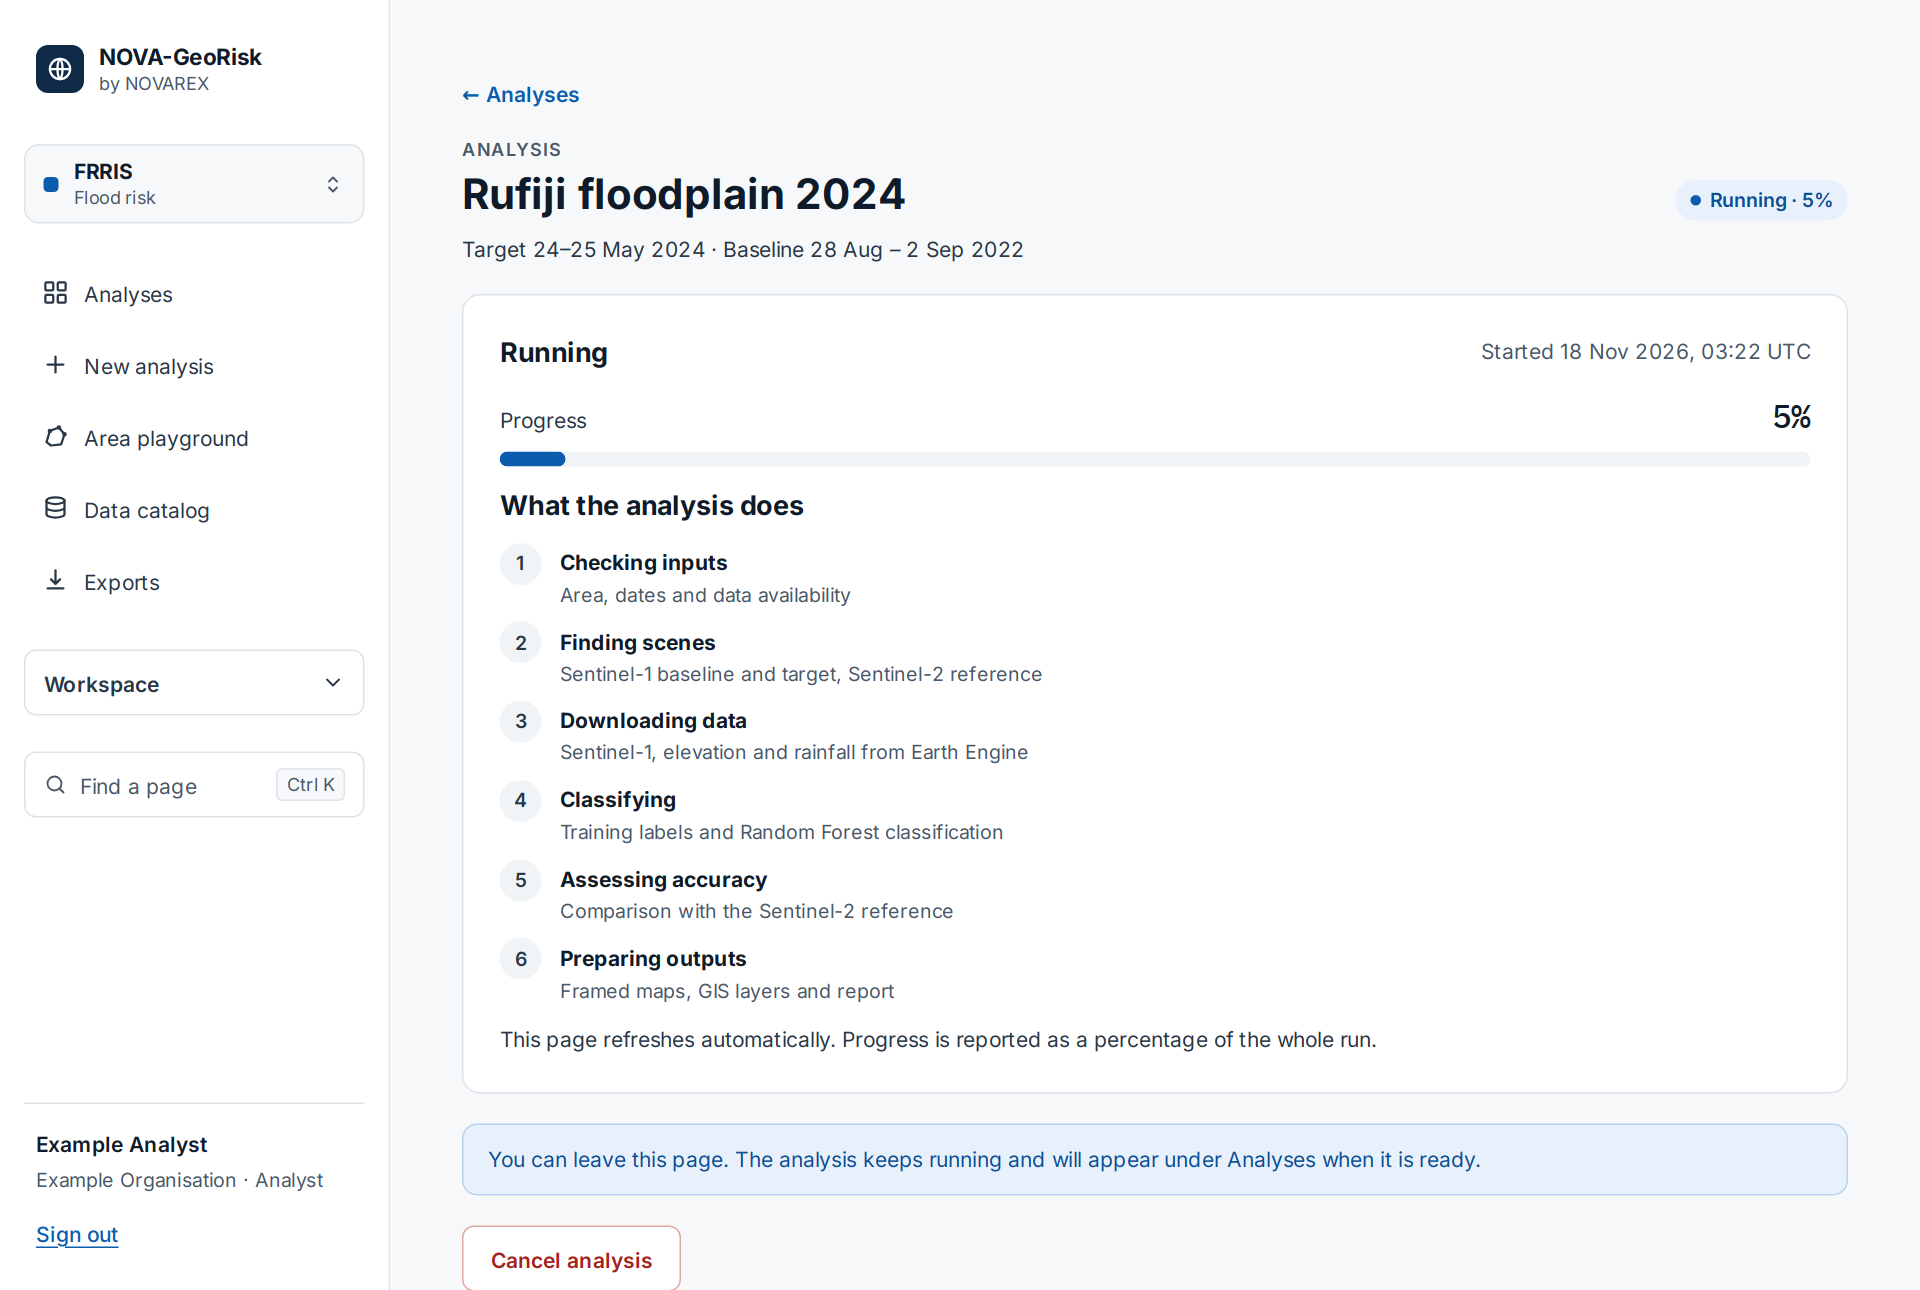 NOVA-GeoRisk
by NOVAREX
FRRIS
Flood risk
Analyses
New analysis
Area playground
Data catalog
Exports
Workspace
Find a page
Ctrl K
Example Analyst
Example Organisation · Analyst
Sign out
← Analyses
ANALYSIS
Rufiji floodplain 2024
Running · 5%
Target 24–25 May 2024 · Baseline 28 Aug – 2 Sep 2022
Running
Started 18 Nov 2026, 03:22 UTC
Progress
5%
What the analysis does
1
Checking inputs
Area, dates and data availability
2
Finding scenes
Sentinel-1 baseline and target, Sentinel-2 reference
3
Downloading data
Sentinel-1, elevation and rainfall from Earth Engine
4
Classifying
Training labels and Random Forest classification
5
Assessing accuracy
Comparison with the Sentinel-2 reference
6
Preparing outputs
Framed maps, GIS layers and report
This page refreshes automatically. Progress is reported as a percentage of the whole run.
You can leave this page. The analysis keeps running and will appear under Analyses when it is ready.
Cancel analysis